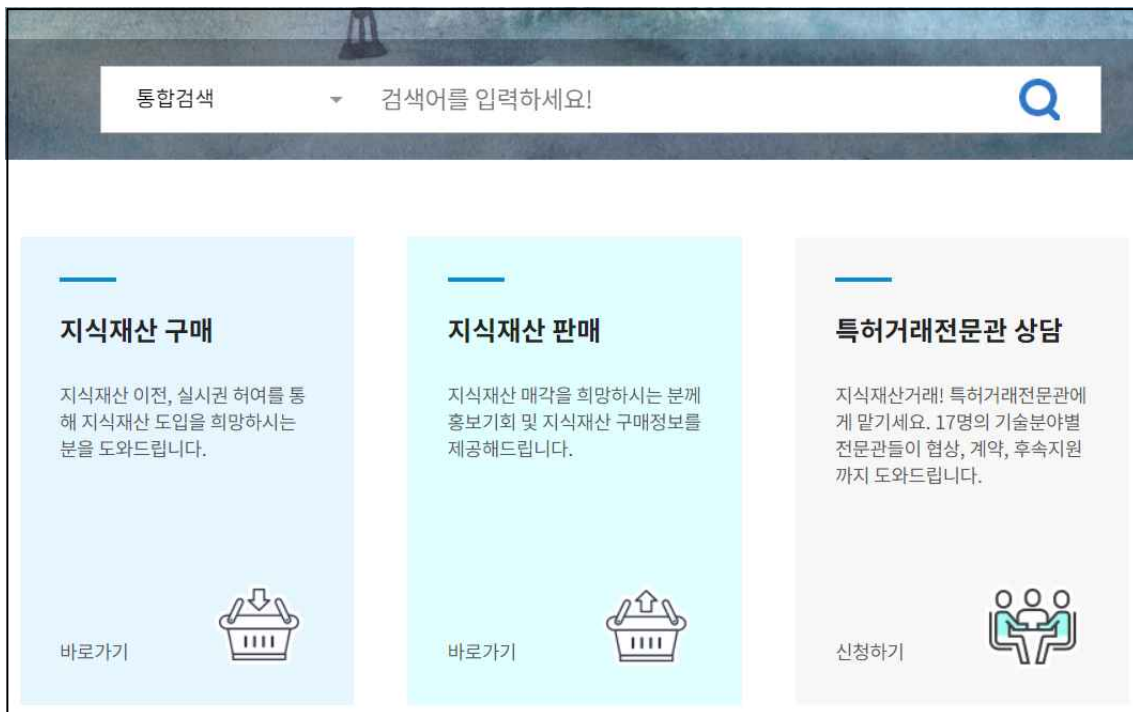 통합검색
검색어를 입력하세요!
지식재산 구매
지식재산 이전, 실시권 허여를 통
해 지식재산 도입을 희망하시는
분을 도와드립니다.
바로가기
지식재산 판매
지식재산 매각을 희망하시는 분께
홍보기회 및 지식재산 구매정보를
제공해드립니다.
바로가기
특허거래전문관 상담
지식재산거래! 특허거래전문관에
게 맡기세요. 17명의 기술분야별
전문관들이 협상, 계약, 후속지원
까지 도와드립니다.
신청하기